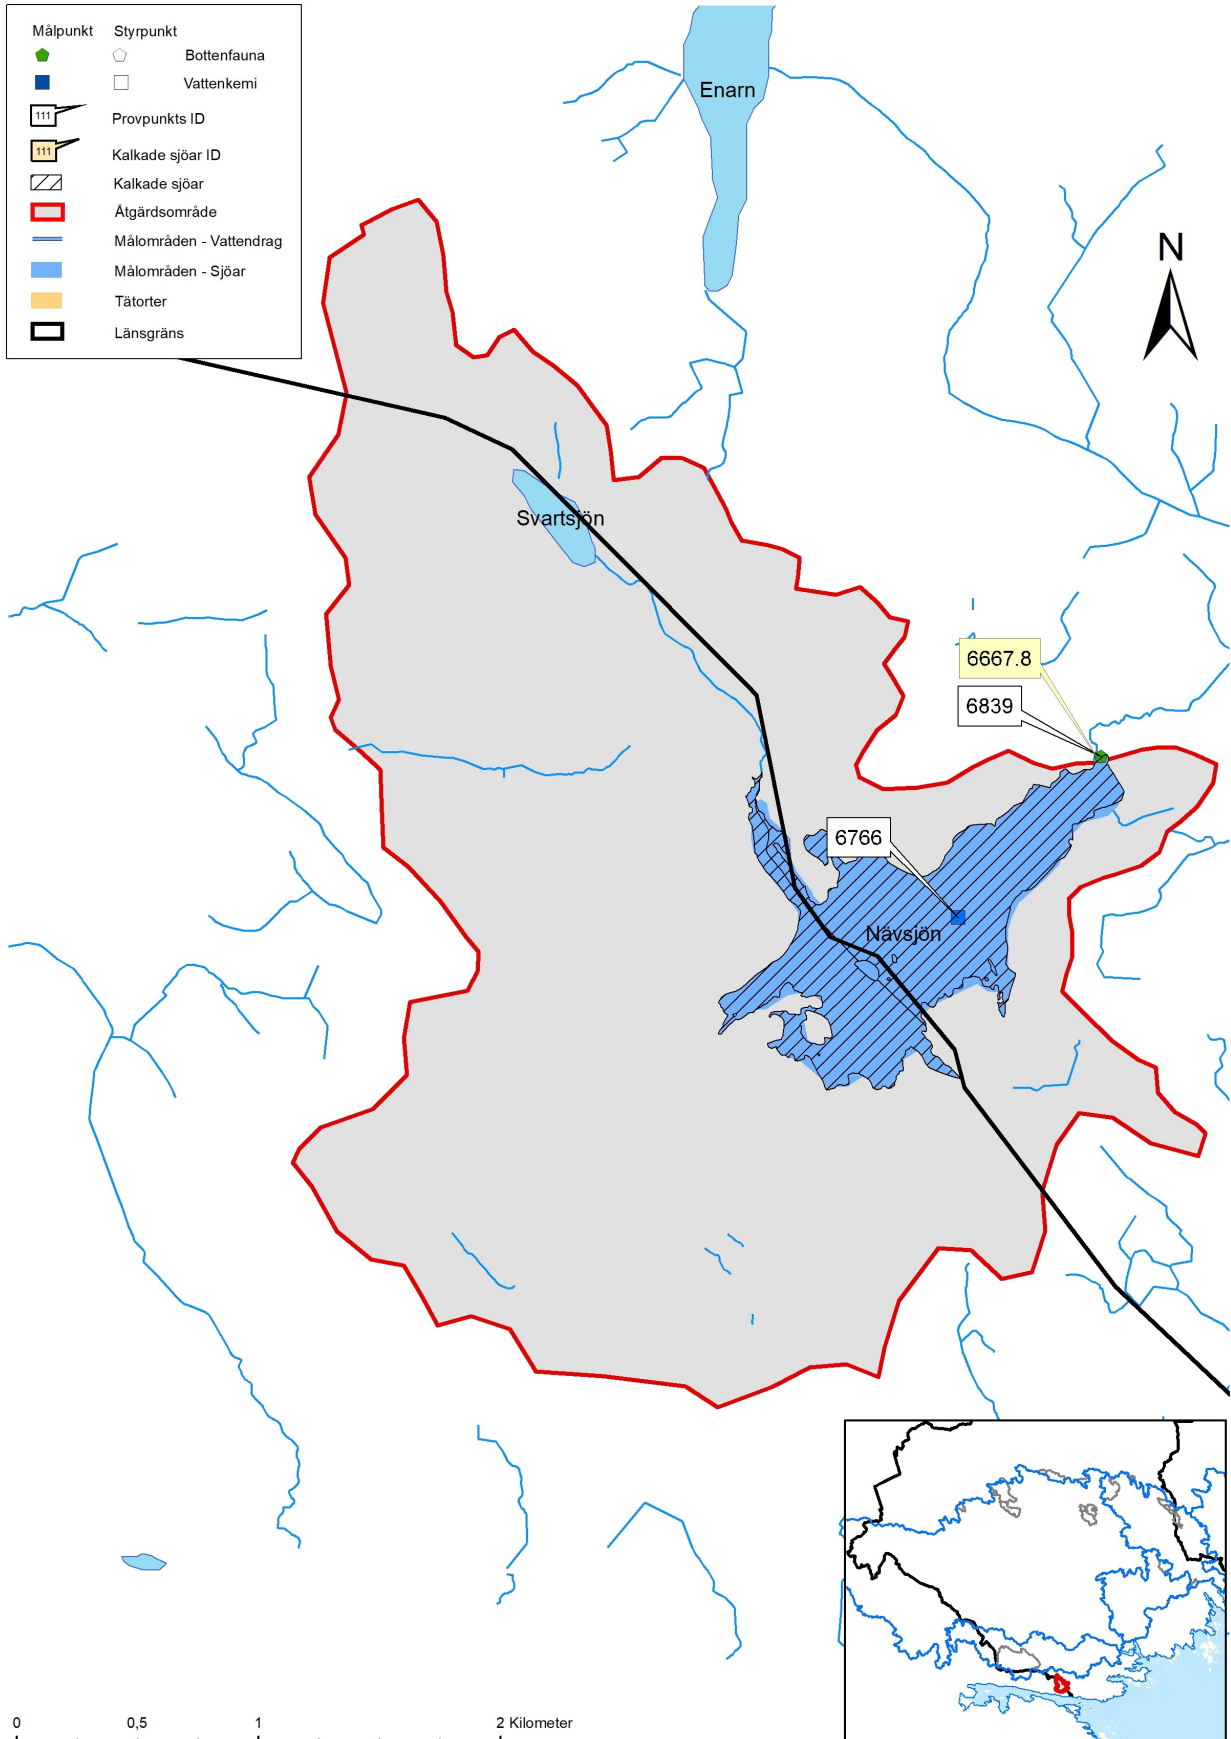 Målpunkt Styrpunkt
Bottenfauna
Vattenkemi
111 Provpunkts ID
111 Kalkade sjöar ID
Kalkade sjöar
Åtgärdsområde
Målområden - Vattendrag
Målområden - Sjöar
Tätorter
Länsgräns
Enarn
N
Svartsjön
6667.8
6839
6766
Nävsjön
0 0,5 1 2 Kilometer